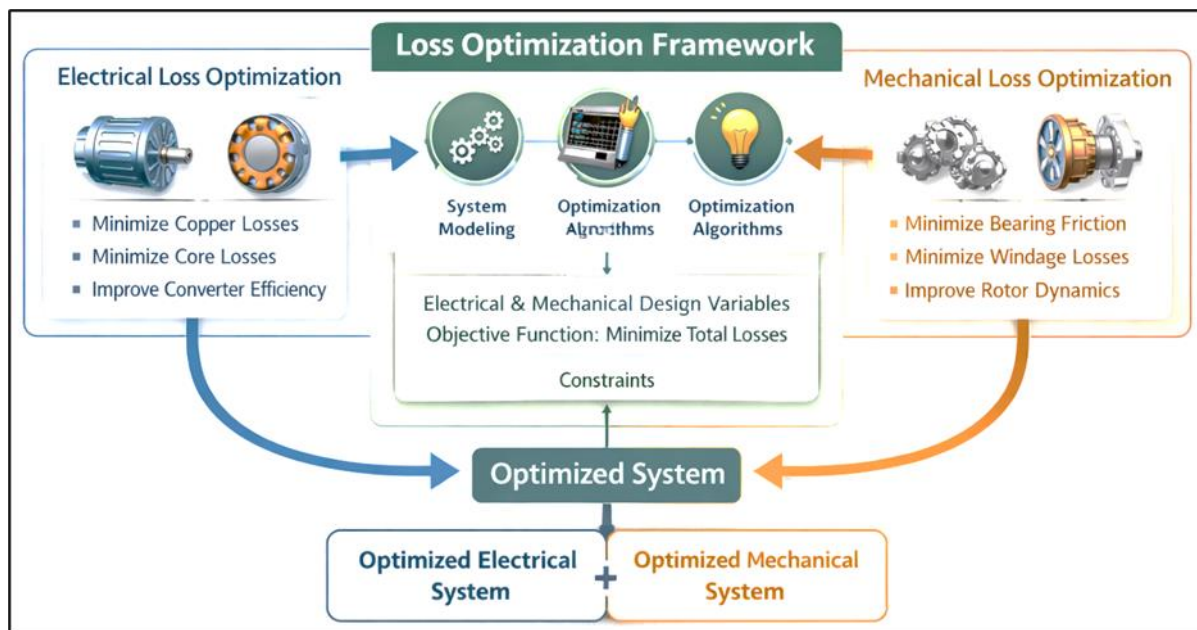 Loss Optimization Framework
Electrical Loss Optimization
▪ Minimize Copper Losses
▪ Minimize Core Losses
▪ Improve Converter Efficiency
System
Modeling
Optimization
Optimization
Algorithms
Mechanical Loss Optimization
▪ Minimize Bearing Friction
▪ Minimize Windage Losses
▪ Improve Rotor Dynamics
Electrical & Mechanical Design Variables
Objective Function: Minimize Total Losses
Constraints
Optimized System
Optimized Electrical
System
+
Optimized Mechanical
System